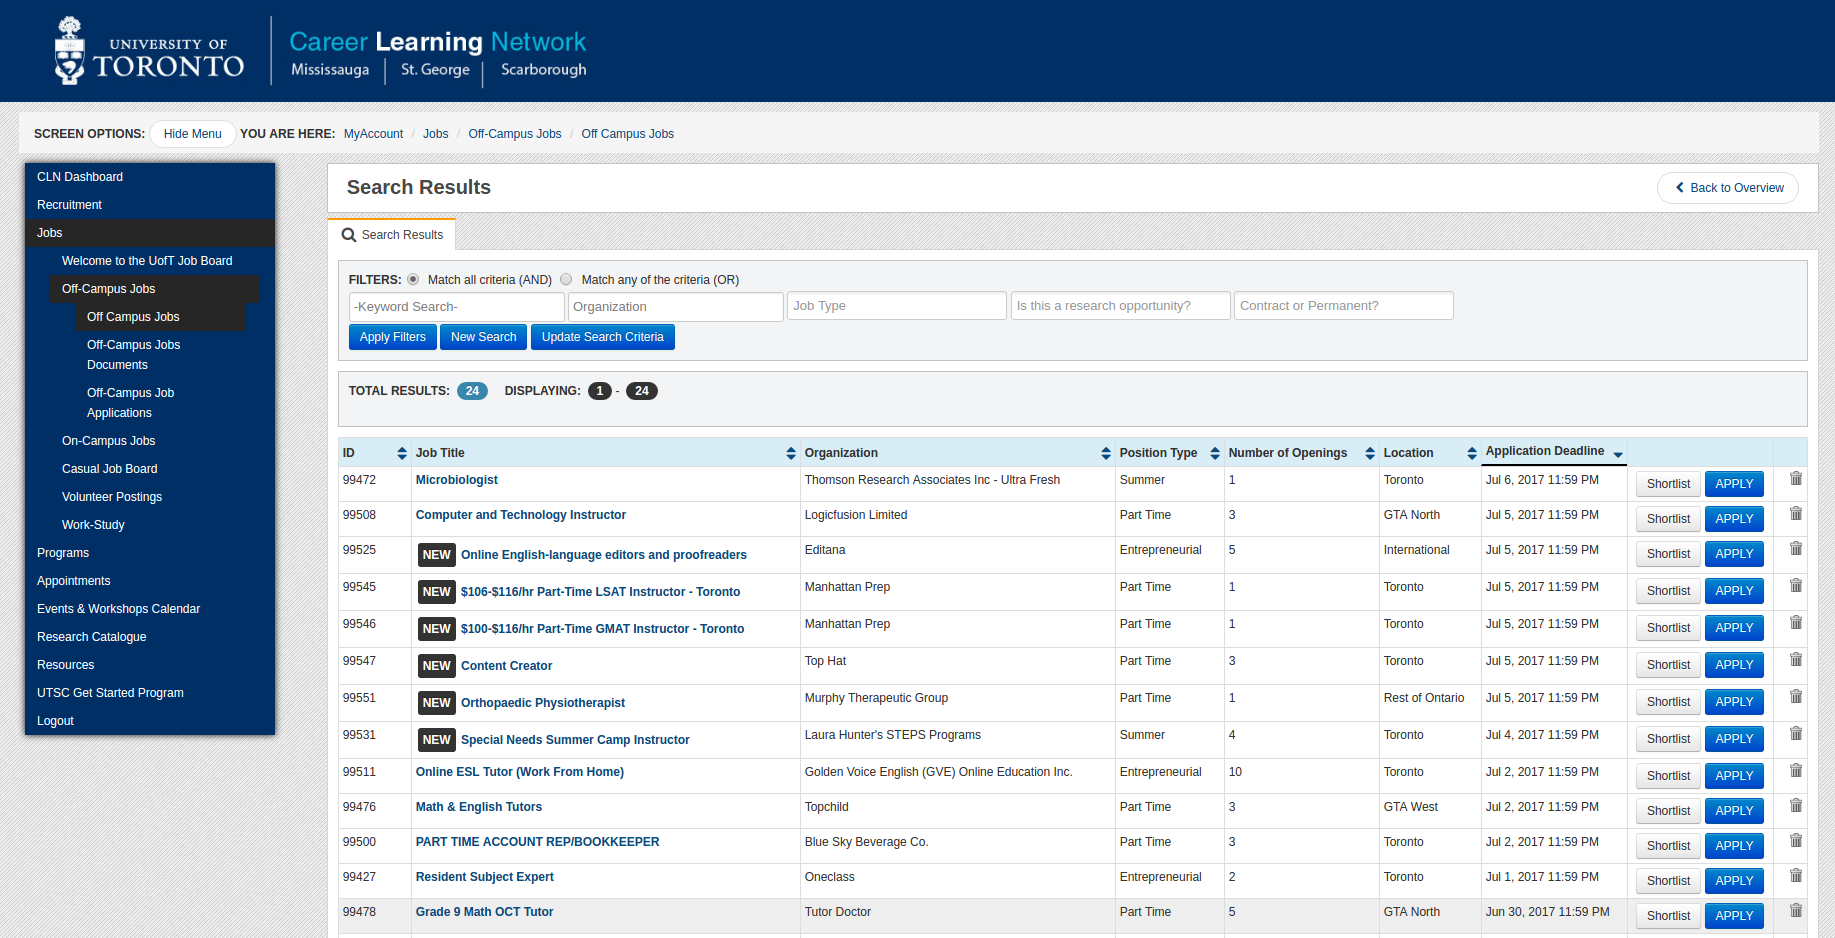 UNIVERSITY OF
TORONTO
Career Learning Network
Mississauga St. George Scarborough
SCREEN OPTIONS: Hide Menu YOU ARE HERE: MyAccount / Jobs / Off-Campus Jobs / Off Campus Jobs
CLN Dashboard
Recruitment
Jobs
Welcome to the UofT Job Board
Off-Campus Jobs
Off Campus Jobs
Off-Campus Jobs
Documents
Off-Campus Job
Applications
On-Campus Jobs
Casual Job Board
Volunteer Postings
Work-Study
Programs
Appointments
Events & Workshops Calendar
Research Catalogue
Resources
UTSC Get Started Program
Logout
Search Results
Back to Overview
Search Results
FILTERS: Match all criteria (AND) Match any of the criteria (OR)
-Keyword Search- Organization Job Type Is this a research opportunity? Contract or Permanent?
Apply Filters New Search Update Search Criteria
TOTAL RESULTS: 24 DISPLAYING: 1 - 24
ID Job Title Organization Position Type Number of Openings Location Application Deadline
99472 Microbiologist Thomson Research Associates Inc - Ultra Fresh Summer 1 Toronto Jul 6, 2017 11:59 PM Shortlist APPLY
99508 Computer and Technology Instructor Logicfusion Limited Part Time 3 GTA North Jul 5, 2017 11:59 PM Shortlist APPLY
99525 NEW Online English-language editors and proofreaders Editana Entrepreneurial 5 International Jul 5, 2017 11:59 PM Shortlist APPLY
99545 NEW $106-$116/hr Part-Time LSAT Instructor - Toronto Manhattan Prep Part Time 1 Toronto Jul 5, 2017 11:59 PM Shortlist APPLY
99546 NEW $100-$116/hr Part-Time GMAT Instructor - Toronto Manhattan Prep Part Time 1 Toronto Jul 5, 2017 11:59 PM Shortlist APPLY
99547 NEW Content Creator Top Hat Part Time 3 Toronto Jul 5, 2017 11:59 PM Shortlist APPLY
99551 NEW Orthopaedic Physiotherapist Murphy Therapeutic Group Part Time 1 Rest of Ontario Jul 5, 2017 11:59 PM Shortlist APPLY
99531 NEW Special Needs Summer Camp Instructor Laura Hunter's STEPS Programs Summer 4 Toronto Jul 4, 2017 11:59 PM Shortlist APPLY
99511 Online ESL Tutor (Work From Home) Golden Voice English (GVE) Online Education Inc. Entrepreneurial 10 Toronto Jul 2, 2017 11:59 PM Shortlist APPLY
99476 Math & English Tutors Topchild Part Time 3 GTA West Jul 2, 2017 11:59 PM Shortlist APPLY
99500 PART TIME ACCOUNT REP/BOOKKEEPER Blue Sky Beverage Co. Part Time 3 Toronto Jul 2, 2017 11:59 PM Shortlist APPLY
99427 Resident Subject Expert Oneclass Entrepreneurial 2 Toronto Jul 1, 2017 11:59 PM Shortlist APPLY
99478 Grade 9 Math OCT Tutor Tutor Doctor Part Time 5 GTA North Jun 30, 2017 11:59 PM Shortlist APPLY